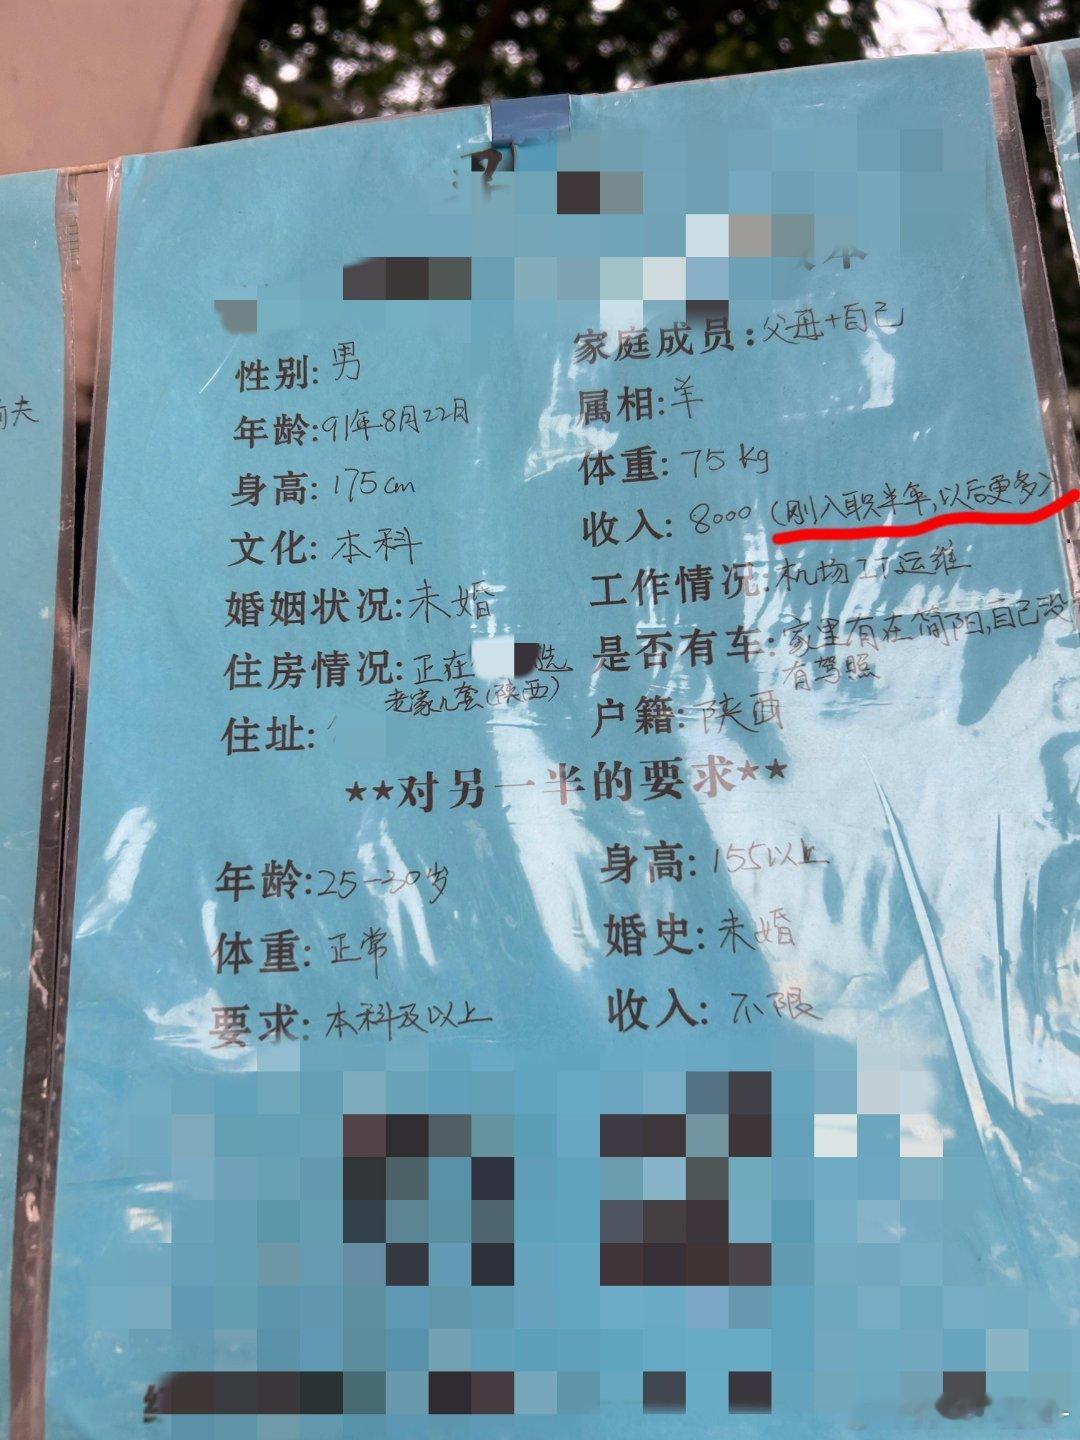 性别: 男
家庭成员: 父母+自己
年龄: 91年8月22日
属相: 羊
身高: 175cm
体重: 75kg
文化: 本科
收入: 8000 (刚入职半年,以后更多)
婚姻状况: 未婚
工作情况: 机场IT运维
住房情况: 正在
老家九套(陕西)
是否有车: 家里有在简阳,自己没
有驾照
住址:
户籍: 陕西
**对另一半的要求**
年龄: 25-30岁
身高: 155以上
体重: 正常
婚史: 未婚
要求: 本科及以上
收入: 不限